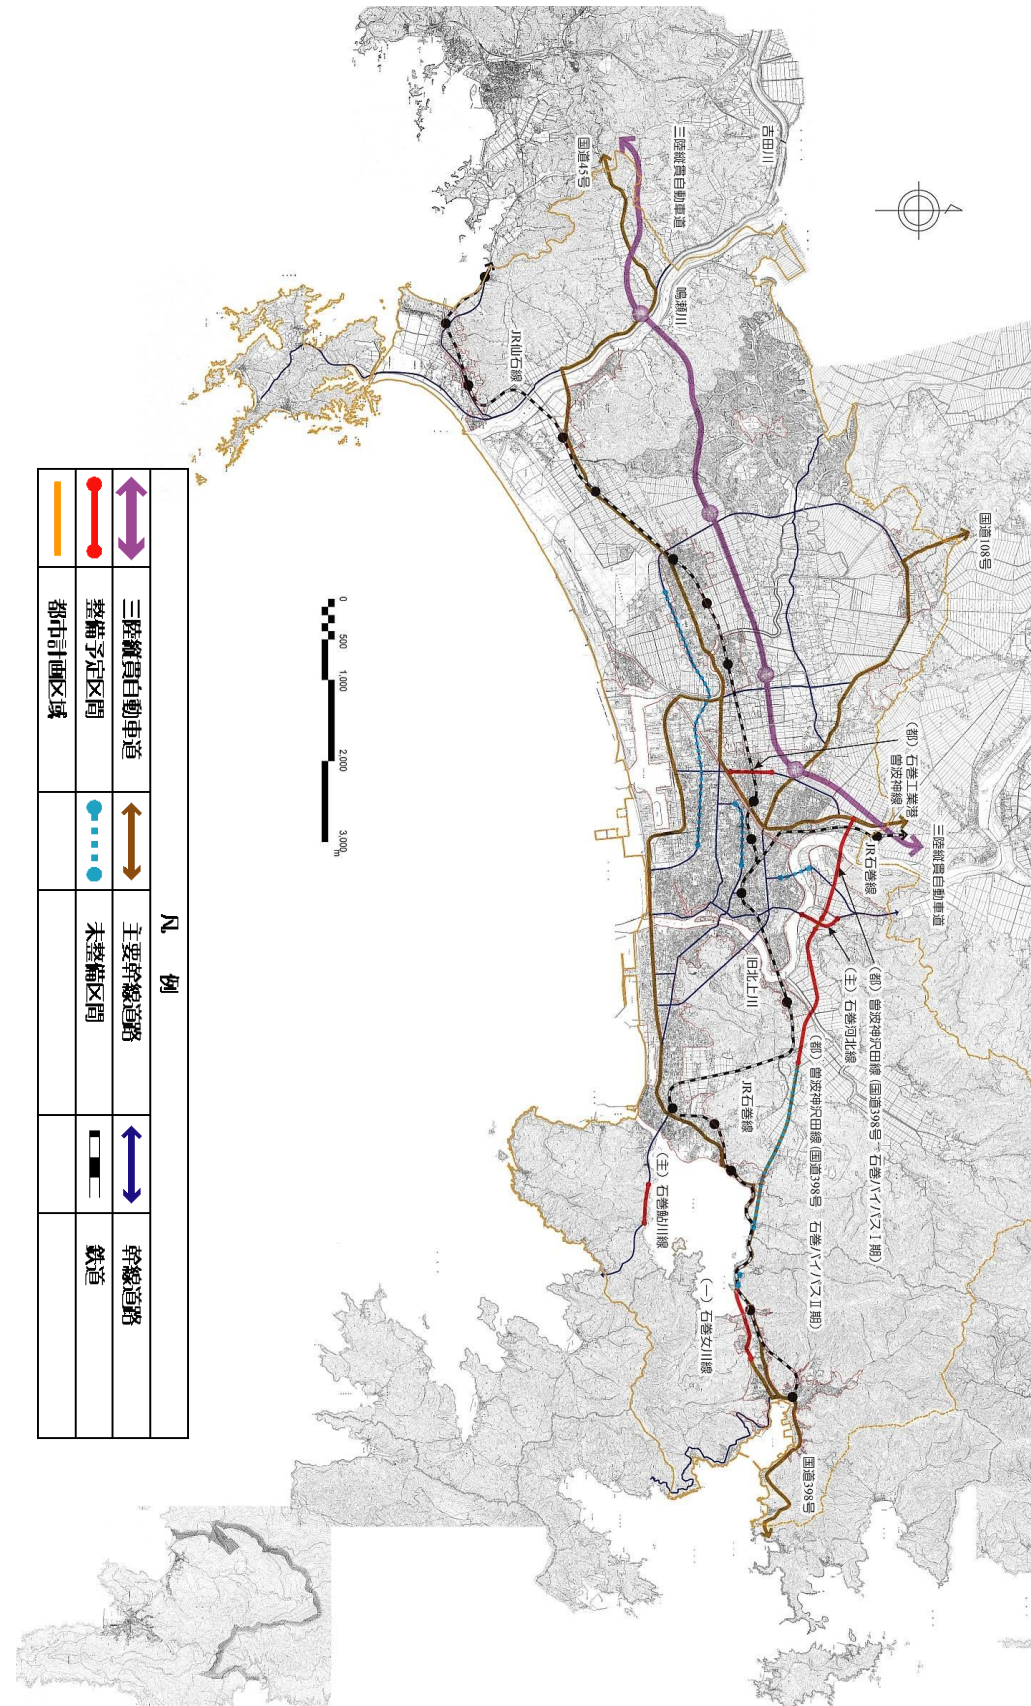 吉田川
三陸縦貫自動車道
国道45号
鳴瀬川
JR仙石線
国道108号
(都) 石巻工業港
曽波神線
三陸縦貫自動車道
JR石巻線
(都) 曽波神沢田線 (国道398号 石巻バイパスⅠ期)
(主) 石巻河北線
旧北上川
(都) 曽波神沢田線 (国道398号 石巻バイパスⅡ期)
JR石巻線
(主) 石巻鮎川線
(一) 石巻女川線
国道398号
0 500 1,000 2,000 3,000 m
凡 例
三陸縦貫自動車道 主要幹線道路 幹線道路
整備予定区間 未整備区間 鉄道
都市計画区域